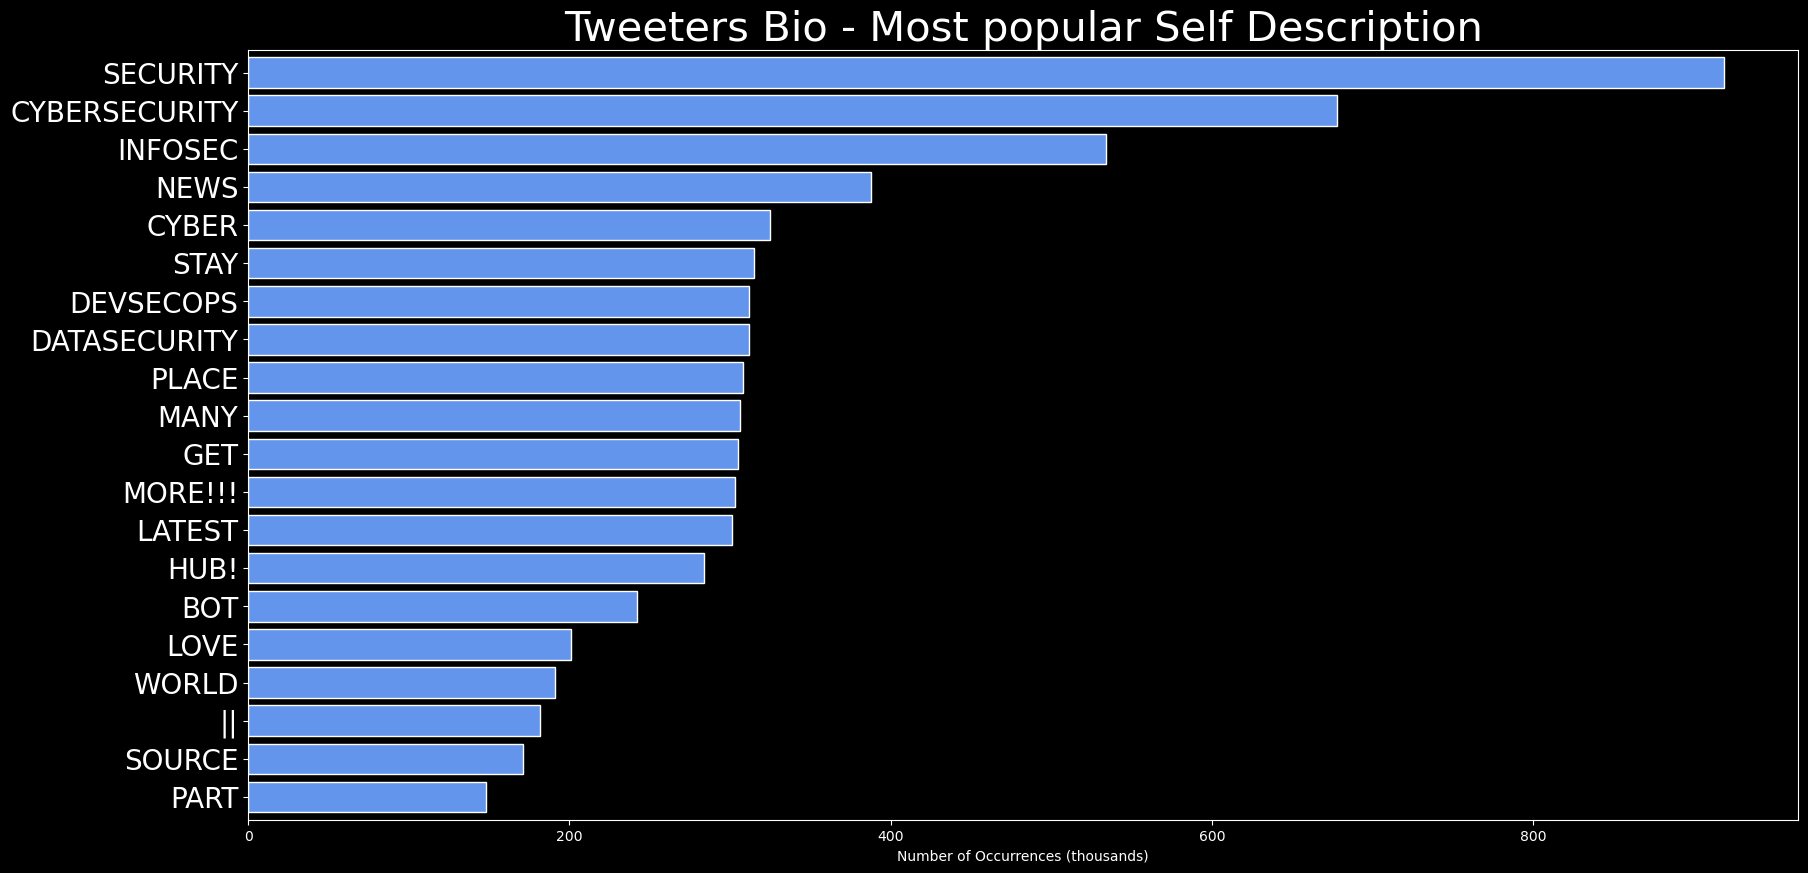 Tweeters Bio - Most popular Self Description
SECURITY
CYBERSECURITY
INFOSEC
NEWS
CYBER
STAY
DEVSECOPS
DATASECURITY
PLACE
MANY
GET
MORE!!!
LATEST
HUB!
BOT
LOVE
WORLD
||
SOURCE
PART
0 200 400 600 800
Number of Occurrences (thousands)